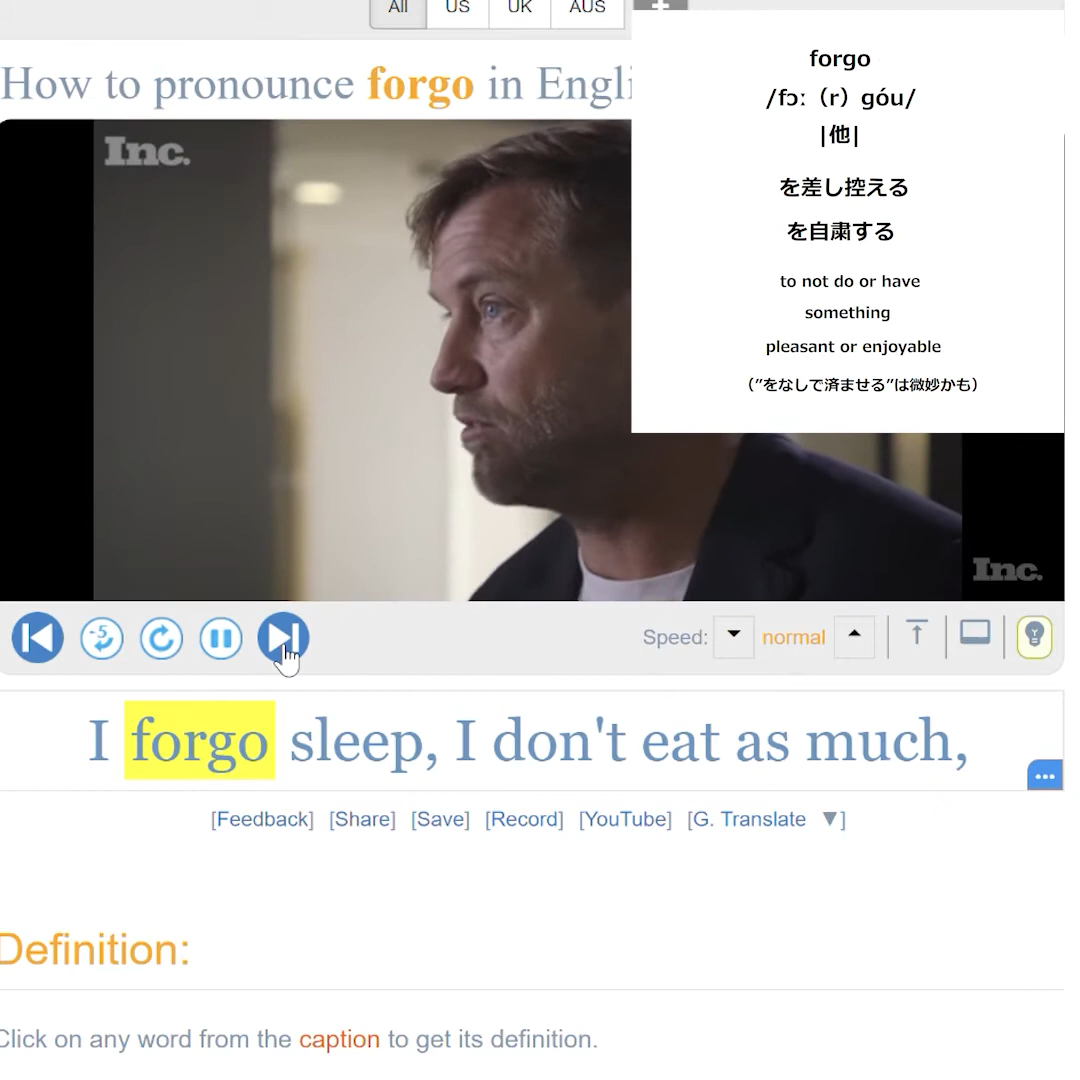 All US UK AUS +
How to pronounce forgo in Engli
forgo
/fɔː（r）góu/
|他|
を差し控える
を自粛する
to not do or have
something
pleasant or enjoyable
（”をなしで済ませる”は微妙かも）
Inc.
Inc.
-5
Speed: normal
I forgo sleep, I don't eat as much,
[Feedback] [Share] [Save] [Record] [YouTube] [G. Translate ▼]
Definition:
Click on any word from the caption to get its definition.